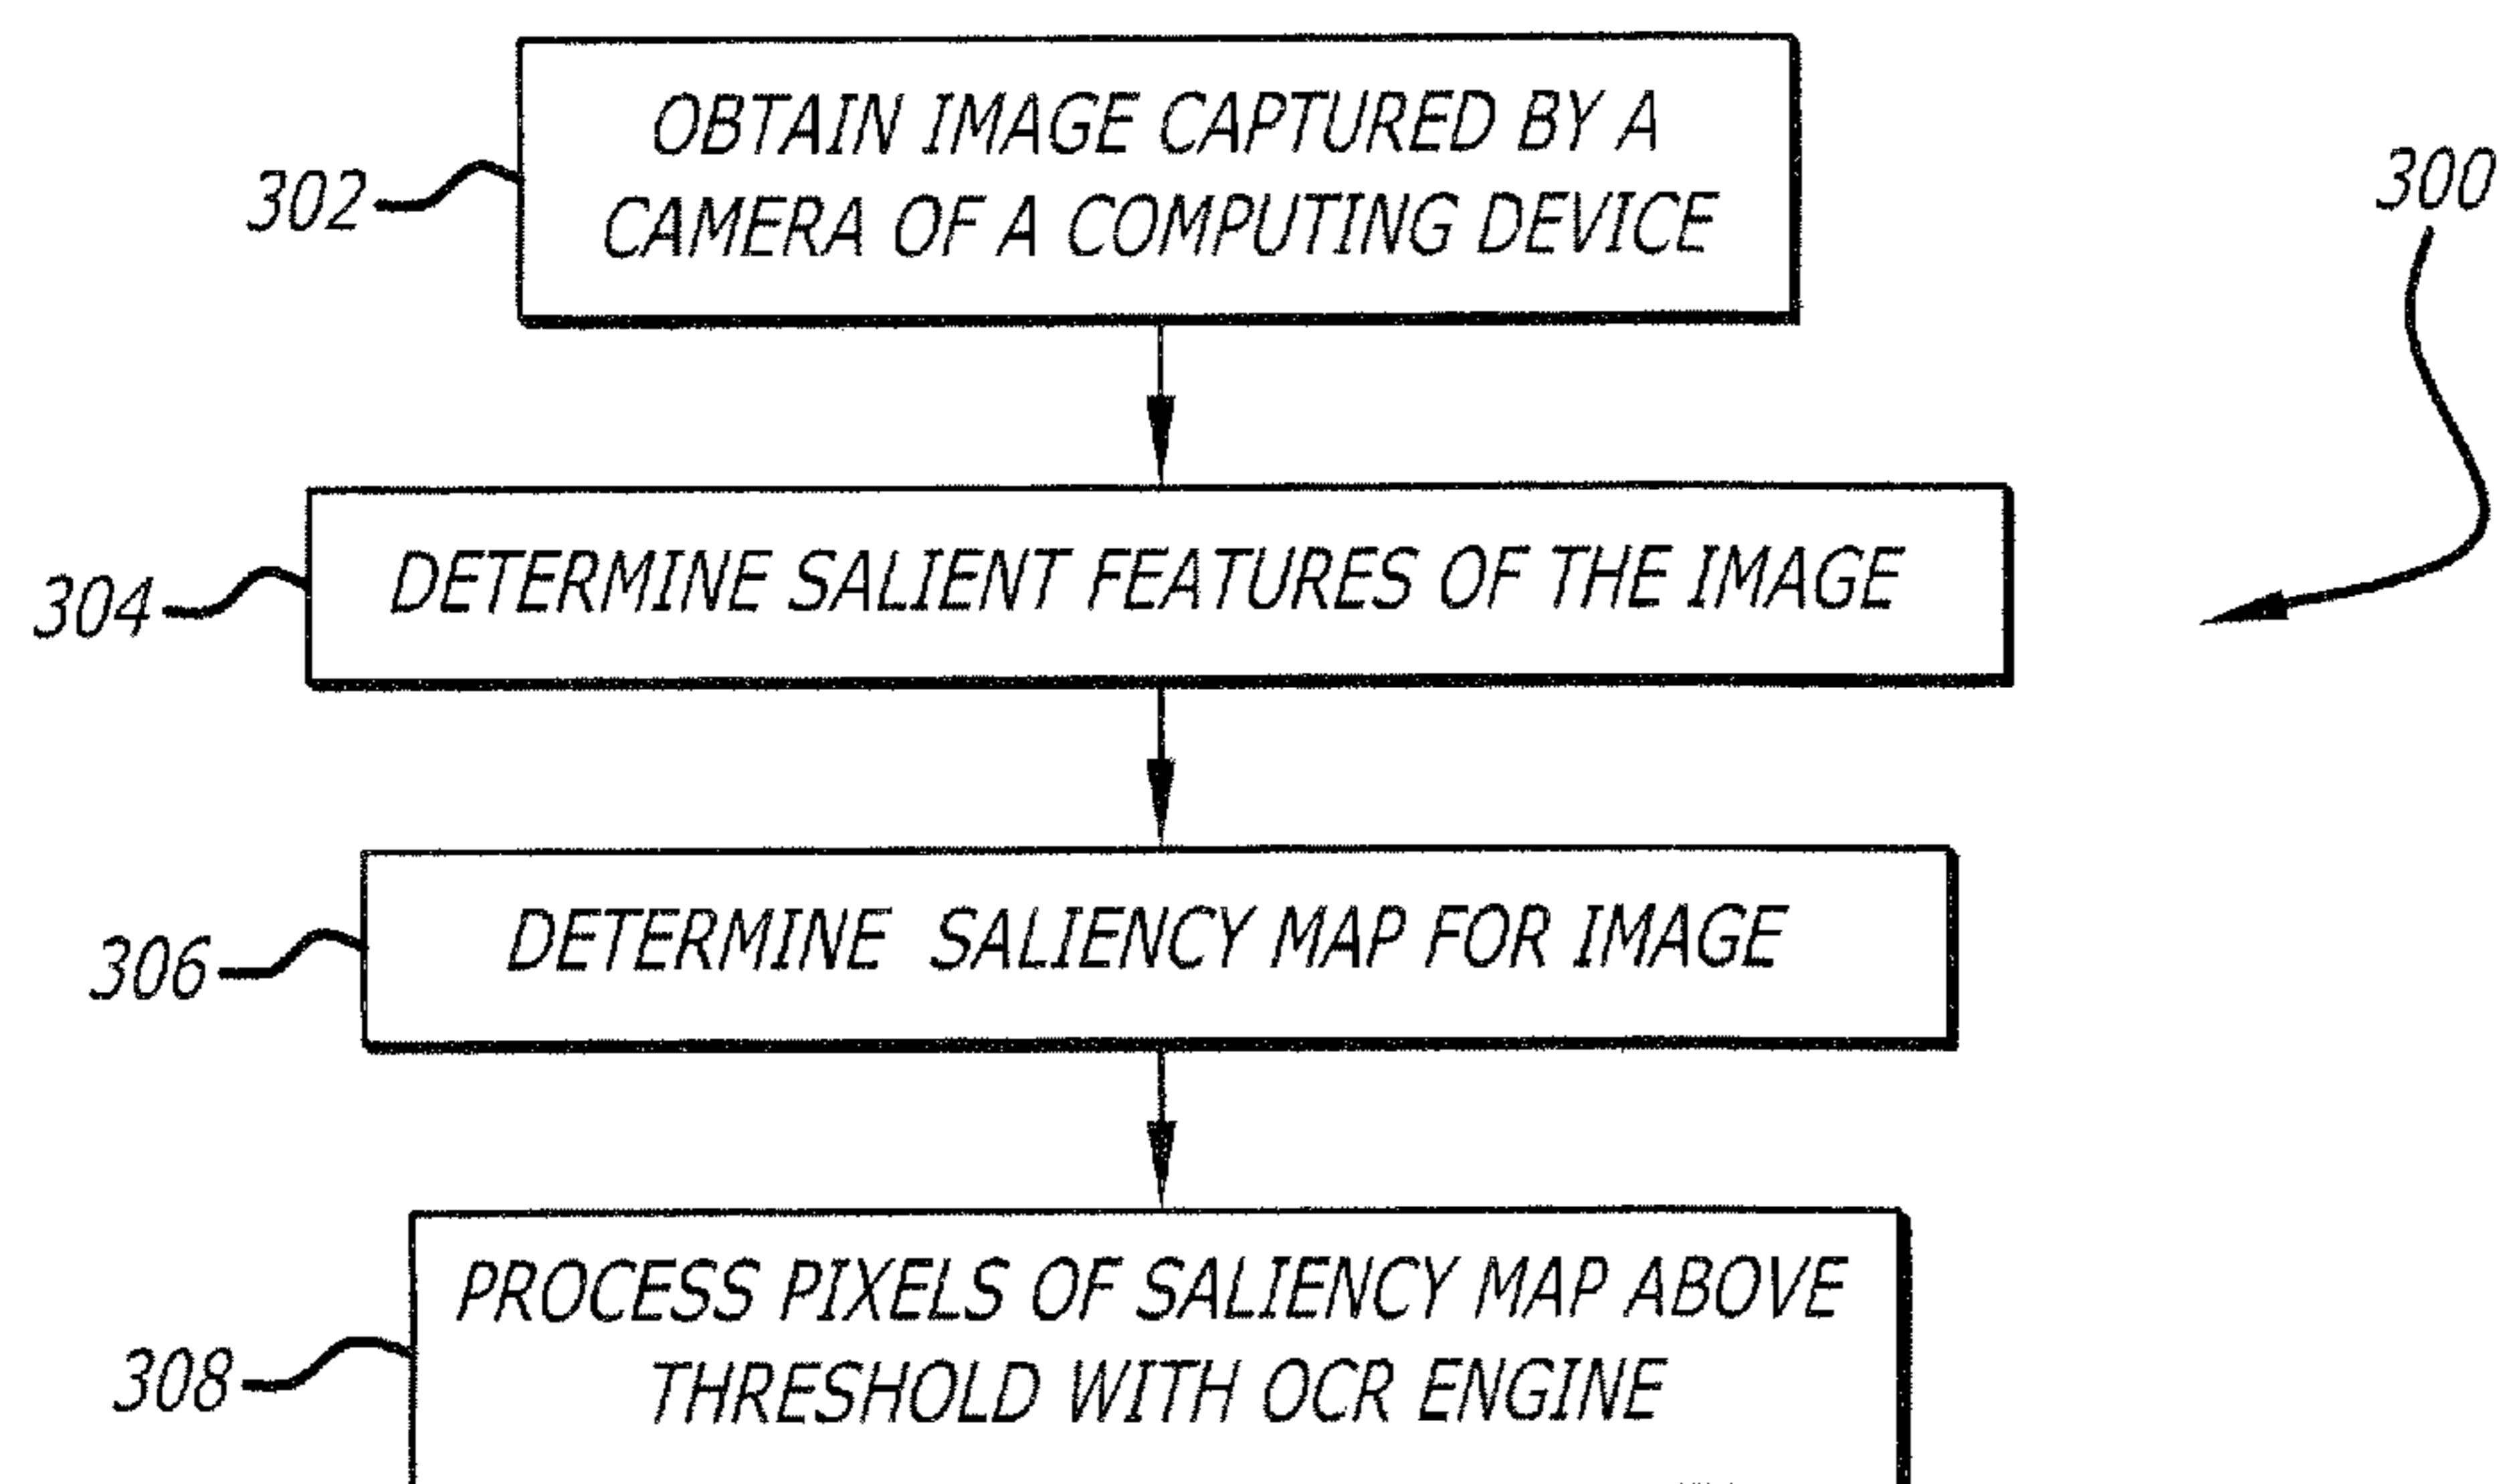 OBTAIN IMAGE CAPTURED BY A
CAMERA OF A COMPUTING DEVICE
302
300
DETERMINE SALIENT FEATURES OF THE IMAGE
304
DETERMINE SALIENCY MAP FOR IMAGE
306
PROCESS PIXELS OF SALIENCY MAP ABOVE
THRESHOLD WITH OCR ENGINE
308